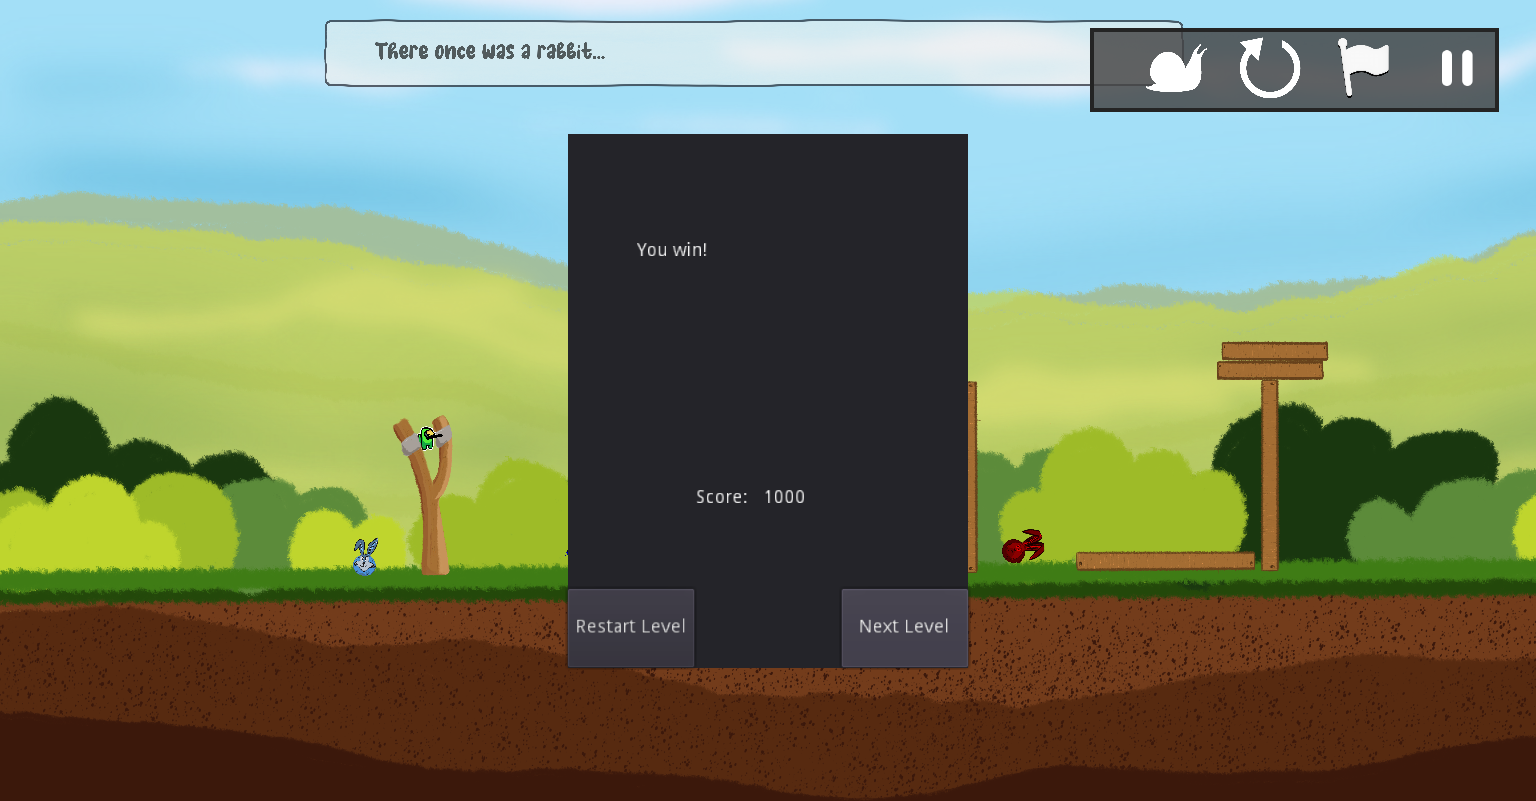 There once was a rabbit...
You win!
Score: 1000
Restart Level
Next Level